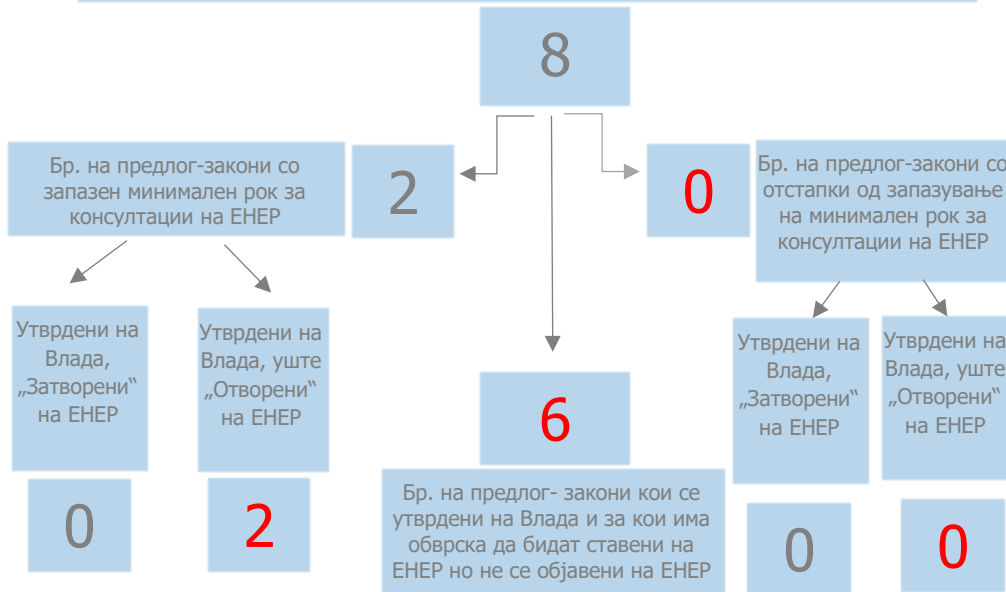 8
Бр. на предлог-закони со
запазен минимален рок за
консултации на ЕНЕР
2
0
Бр. на предлог-закони со
отстапки од запазување
на минимален рок за
консултации на ЕНЕР
Утврдени на
Влада,
„Затворени“
на ЕНЕР
Утврдени на
Влада, уште
„Отворени“
на ЕНЕР
Утврдени на
Влада,
„Затворени“
на ЕНЕР
Утврдени на
Влада, уште
„Отворени“
на ЕНЕР
6
0
2
Бр. на предлог- закони кои се
утврдени на Влада и за кои има
обврска да бидат ставени на
ЕНЕР но не се објавени на ЕНЕР
0
0